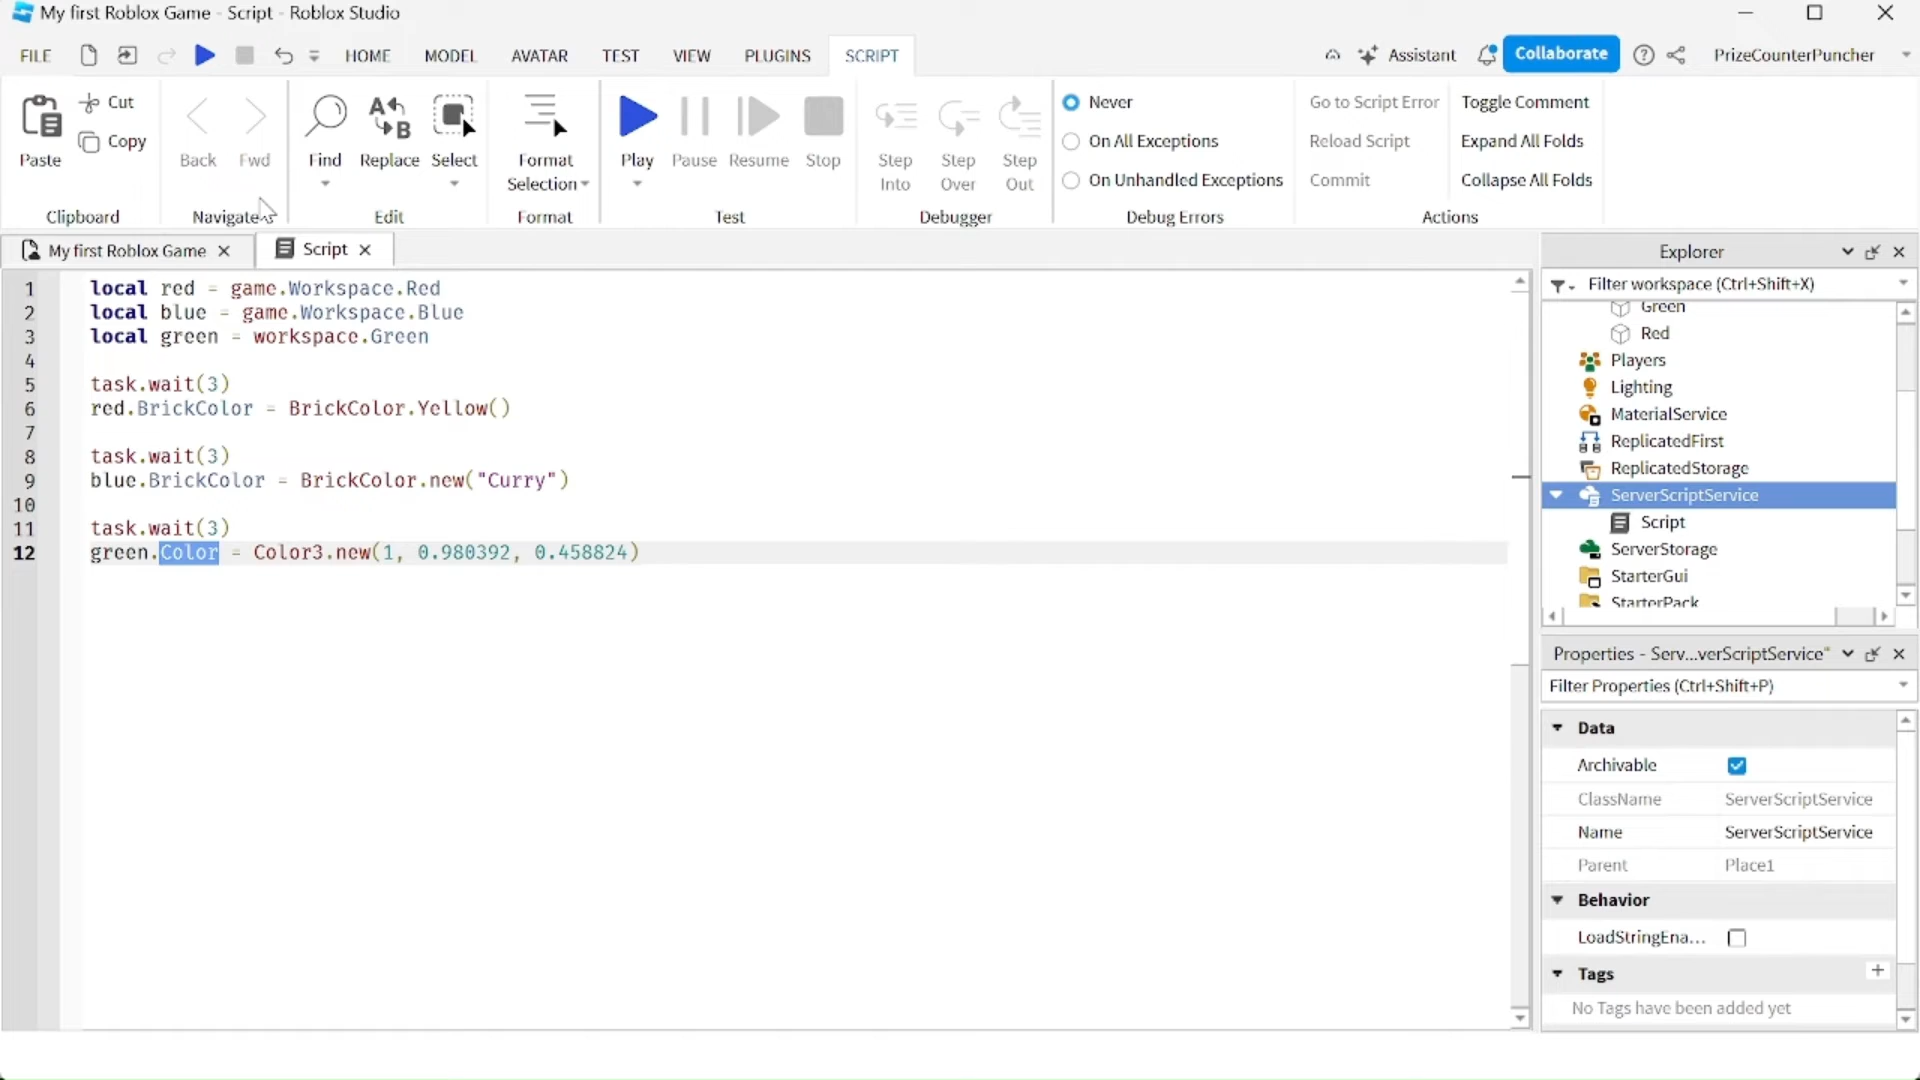 My first Roblox Game - Script - Roblox Studio
FILE HOME MODEL AVATAR TEST VIEW PLUGINS SCRIPT Assistant Collaborate PrizeCounterPuncher
Paste Cut Copy
Clipboard
Back Fwd
Navigate
Find Replace Select
Edit
Format Selection
Format
Play Pause Resume Stop
Test
Step Into Step Over Step Out
Debugger
Never
On All Exceptions
On Unhandled Exceptions
Debug Errors
Go to Script Error Toggle Comment
Reload Script Expand All Folds
Commit Collapse All Folds
Actions
My first Roblox Game Script
1 local red = game.Workspace.Red
2 local blue = game.Workspace.Blue
3 local green = workspace.Green
4
5 task.wait(3)
6 red.BrickColor = BrickColor.Yellow()
7
8 task.wait(3)
9 blue.BrickColor = BrickColor.new("Curry")
10
11 task.wait(3)
12 green.Color = Color3.new(1, 0.980392, 0.458824)
Explorer
Filter workspace (Ctrl+Shift+X)
Green
Red
Players
Lighting
MaterialService
ReplicatedFirst
ReplicatedStorage
ServerScriptService
Script
ServerStorage
StarterGui
StarterPack
Properties - Serv...verScriptService"
Filter Properties (Ctrl+Shift+P)
Data
Archivable
ClassName ServerScriptService
Name ServerScriptService
Parent Place1
Behavior
LoadStringEna...
Tags +
No Tags have been added yet